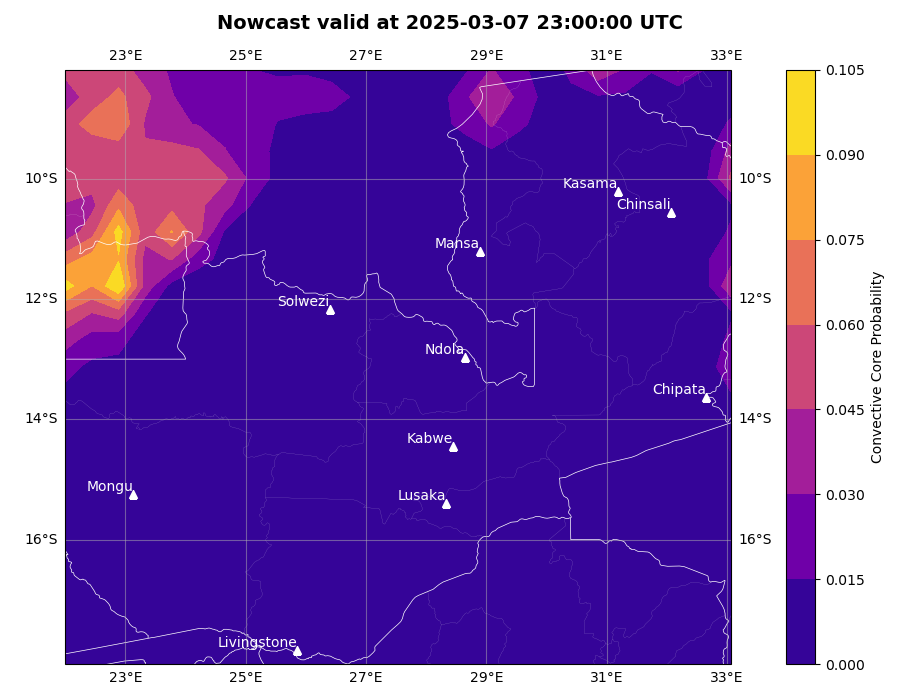 Nowcast valid at 2025-03-07 23:00:00 UTC
23°E 25°E 27°E 29°E 31°E 33°E
0.105
0.090
10°S 10°S
Kasama
Chinsali
0.075
Mansa
12°S 12°S
Solwezi
0.060
Ndola
Chipata
0.045
14°S 14°S
Kabwe
Mongu
Lusaka
0.030
16°S 16°S
0.015
Livingstone
0.000
23°E 25°E 27°E 29°E 31°E 33°E
Convective Core Probability